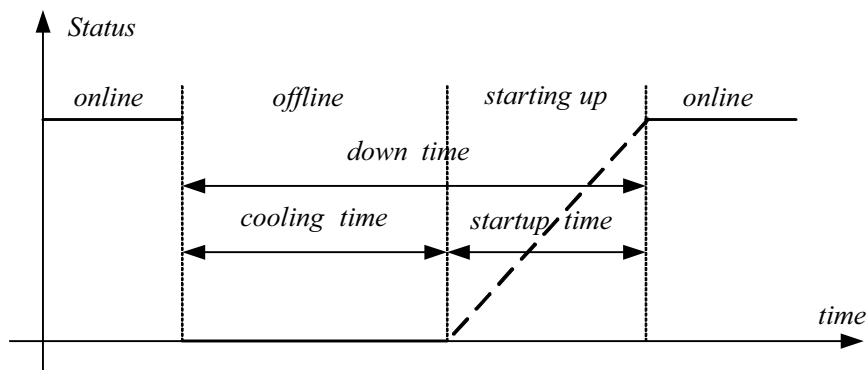 Status
online offline starting up online
down time
cooling time startup time
time